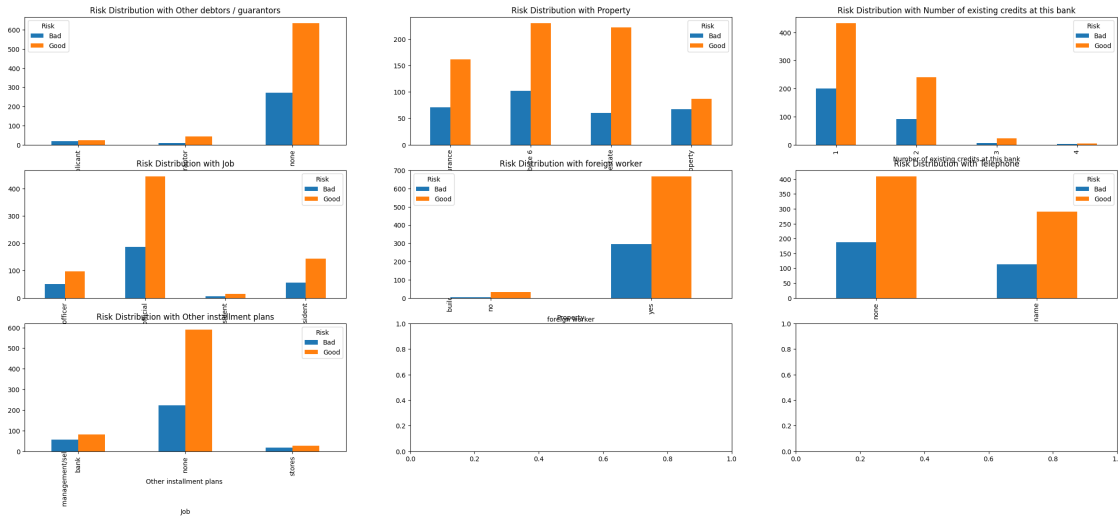 Risk Distribution with Other debtors / guarantors
Risk
Bad
Good
600
500
400
300
200
100
0
none
Risk Distribution with Property
Risk
Bad
Good
200
150
100
50
0
Risk Distribution with Number of existing credits at this bank
Risk
Bad
Good
400
300
200
100
0
1
2
3
4
Number of existing credits at this bank
Risk Distribution with Job
Risk
Bad
Good
400
300
200
100
0
officer
Risk Distribution with foreign worker
Risk
Bad
Good
700
600
500
400
300
200
100
0
no
yes
Property
foreign worker
Risk Distribution with Telephone
Risk
Bad
Good
400
350
300
250
200
150
100
50
0
none
name
Risk Distribution with Other installment plans
Risk
Bad
Good
600
500
400
300
200
100
0
management/sel
bank
none
stores
Other installment plans
Job
1.0
0.8
0.6
0.4
0.2
0.0
0.0
0.2
0.4
0.6
0.8
1.0
1.0
0.8
0.6
0.4
0.2
0.0
0.0
0.2
0.4
0.6
0.8
1.0